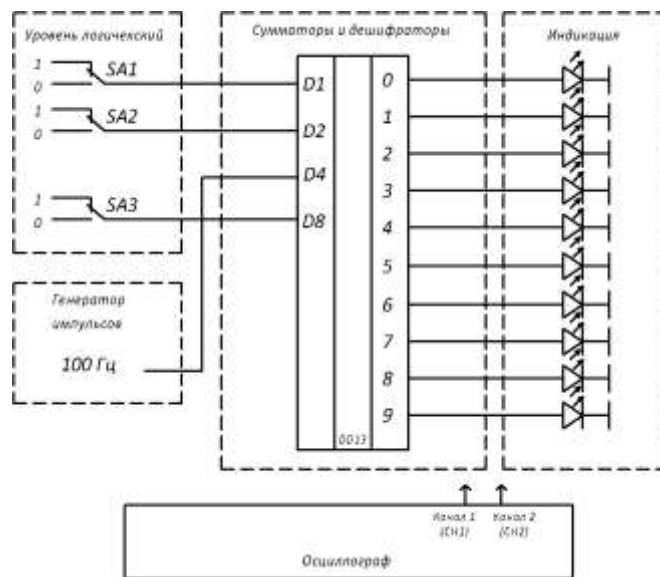 Уровень логичехский
1
SA1
0
1
SA2
0
1
SA3
0
Генератор
импульсов
100 Гц
Сумматоры и дешифраторы
D1
D2
D4
D8
0
1
2
3
4
5
6
7
8
9
DD13
Индикация
Канал 1
(CH1)
Канал 2
(CH2)
Осциллограф